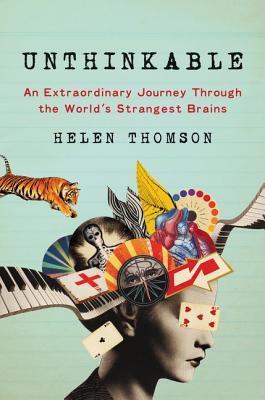 UNTHINKABLE
An Extraordinary Journey Through
the World's Strangest Brains
HELEN THOMSON